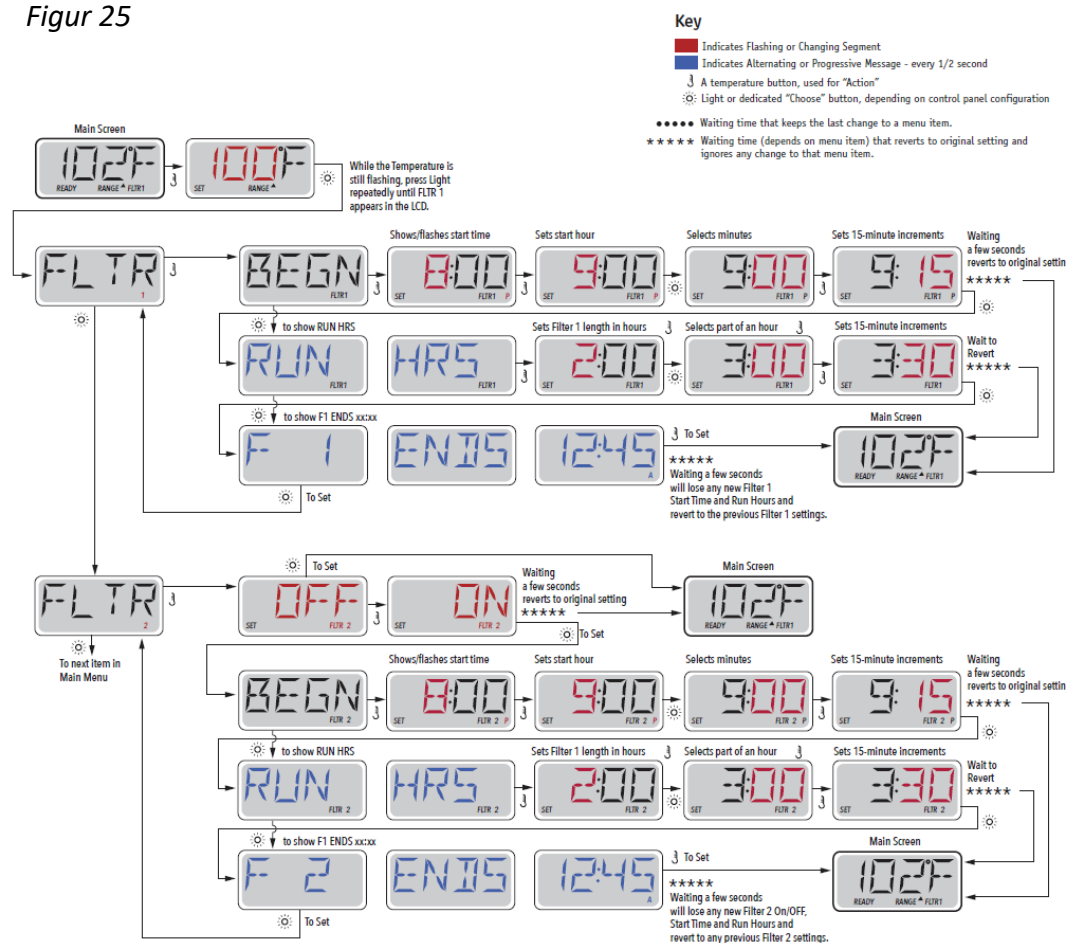 Figur 25
Key
Indicates Flashing or Changing Segment
Indicates Alternating or Progressive Message - every 1/2 second
A temperature button, used for "Action"
Light or dedicated "Choose" button, depending on control panel configuration
●●●●● Waiting time that keeps the last change to a menu item.
***** Waiting time (depends on menu item) that reverts to original setting and
ignores any change to that menu item.
Main Screen
102°F
READY RANGE FLTR1
100°F
SET RANGE
While the Temperature is
still flashing, press Light
repeatedly until FLTR 1
appears in the LCD.
FLTR
1
BEGN
FLTR1
Shows/flashes start time
8:00
SET FLTR1 P
Sets start hour
9:00
SET FLTR1 P
Selects minutes
9:00
SET FLTR1 P
Sets 15-minute increments
9:15
SET FLTR1 P
Waiting
a few seconds
reverts to original settin
*****
to show RUN HRS
RUN
FLTR1
HRS
FLTR1
Sets Filter 1 length in hours
2:00
SET FLTR1
Selects part of an hour
3:00
SET FLTR1
Sets 15-minute increments
3:30
SET FLTR1
Wait to
Revert
*****
to show F1 ENDS xx:xx
F 1
ENDS
12:45
A
To Set
To Set
*****
Waiting a few seconds
will lose any new Filter 1
Start Time and Run Hours and
revert to the previous Filter 1 settings.
Main Screen
102°F
READY RANGE FLTR1
FLTR
2
To next item in
Main Menu
To Set
OFF
SET FLTR 2
ON
FLTR 2
Waiting
a few seconds
reverts to original setting
*****
To Set
Main Screen
102°F
READY RANGE FLTR1
BEGN
FLTR 2
Shows/flashes start time
8:00
SET FLTR 2 P
Sets start hour
9:00
SET FLTR 2 P
Selects minutes
9:00
SET FLTR 2 P
Sets 15-minute increments
9:15
SET FLTR 2 P
Waiting
a few seconds
reverts to original settin
*****
to show RUN HRS
RUN
FLTR 2
HRS
FLTR 2
Sets Filter 1 length in hours
2:00
SET FLTR 2
Selects part of an hour
3:00
SET FLTR 2
Sets 15-minute increments
3:30
SET FLTR 2
Wait to
Revert
*****
to show F1 ENDS xx:xx
F 2
ENDS
12:45
A
To Set
To Set
*****
Waiting a few seconds
will lose any new Filter 2 On/OFF,
Start Time and Run Hours and
revert to any previous Filter 2 settings.
Main Screen
102°F
READY RANGE FLTR1